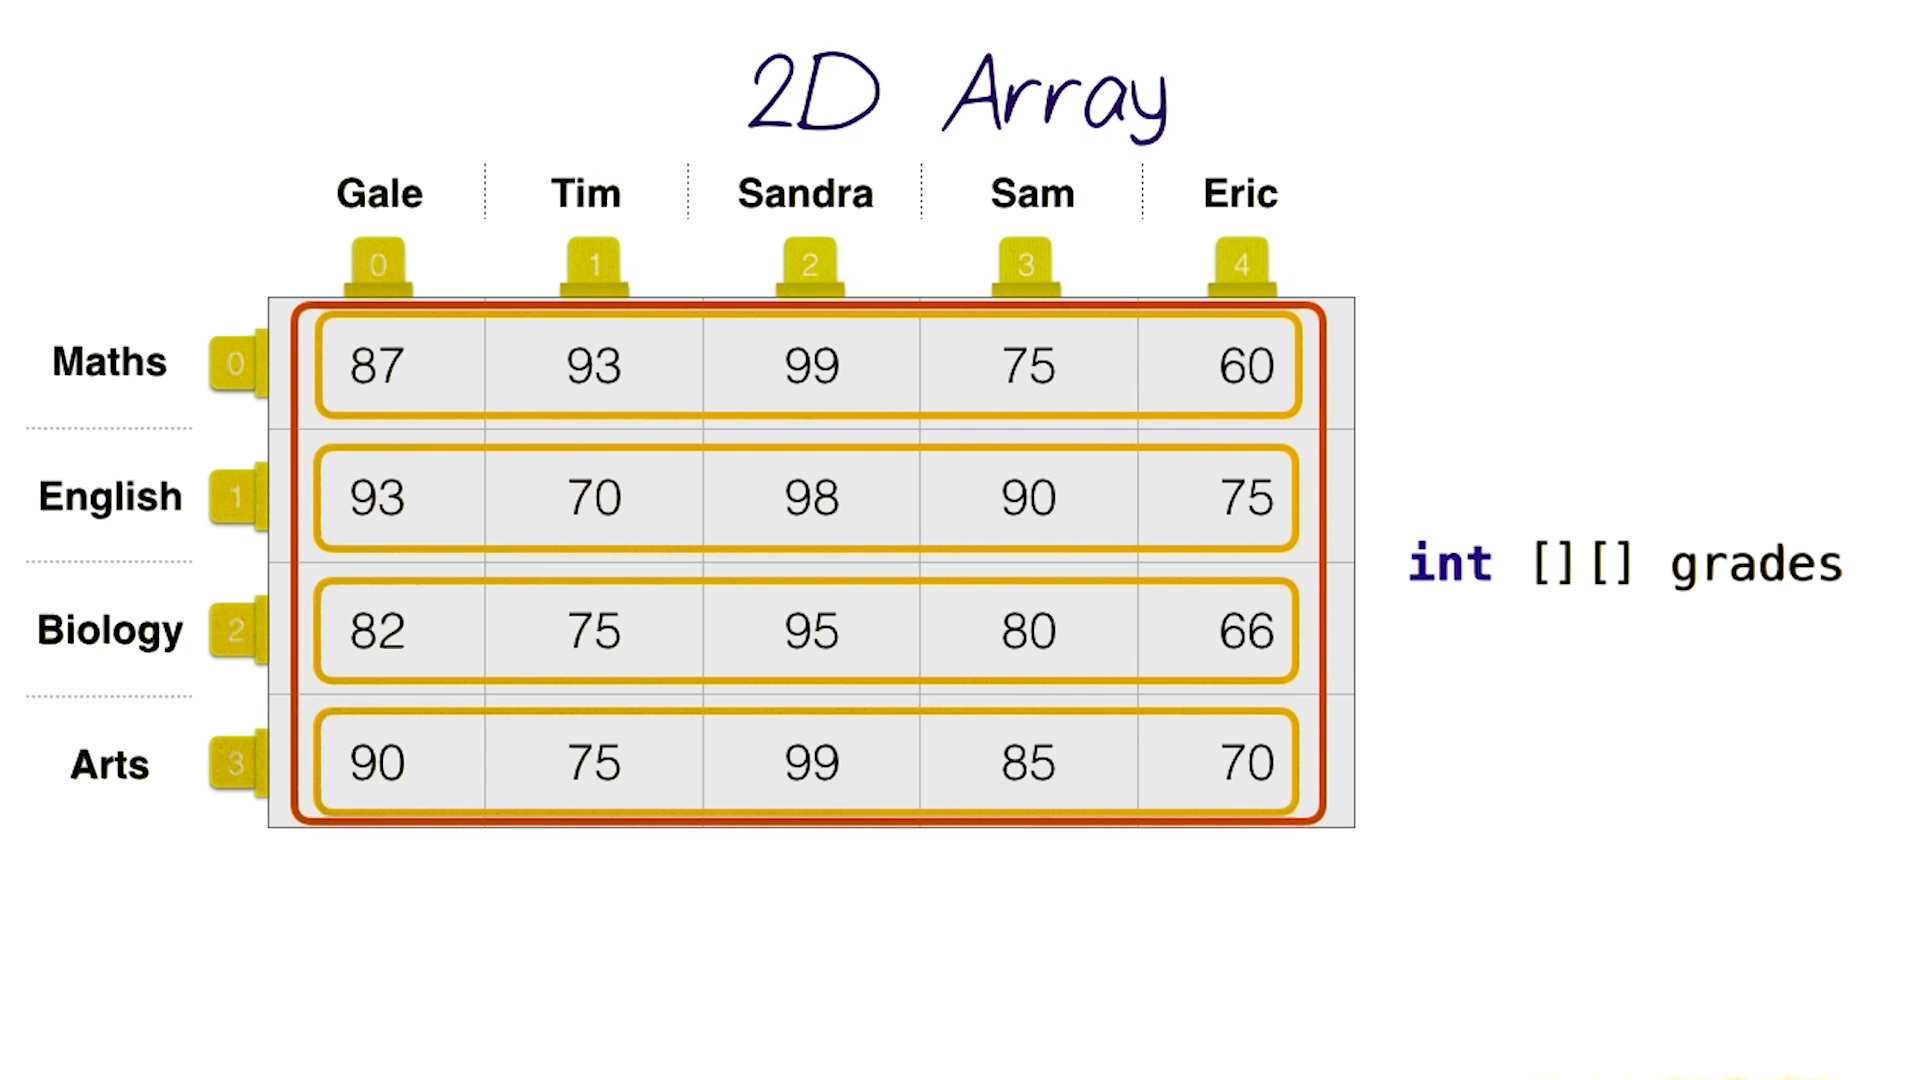 2D Array
Gale Tim Sandra Sam Eric
0 1 2 3 4
Maths 0 87 93 99 75 60
English 1 93 70 98 90 75
int [][] grades
Biology 2 82 75 95 80 66
Arts 3 90 75 99 85 70